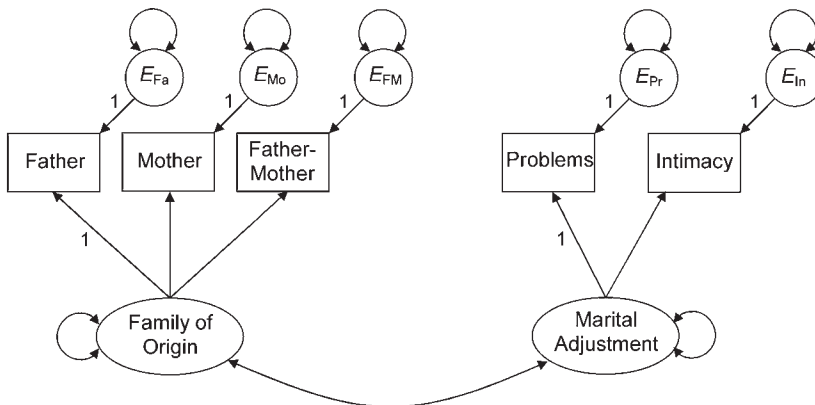 E_Fa
E_Mo
E_FM
E_Pr
E_In
1
1
1
1
1
Father
Mother
Father-
Mother
Problems
Intimacy
1
1
Family of
Origin
Marital
Adjustment